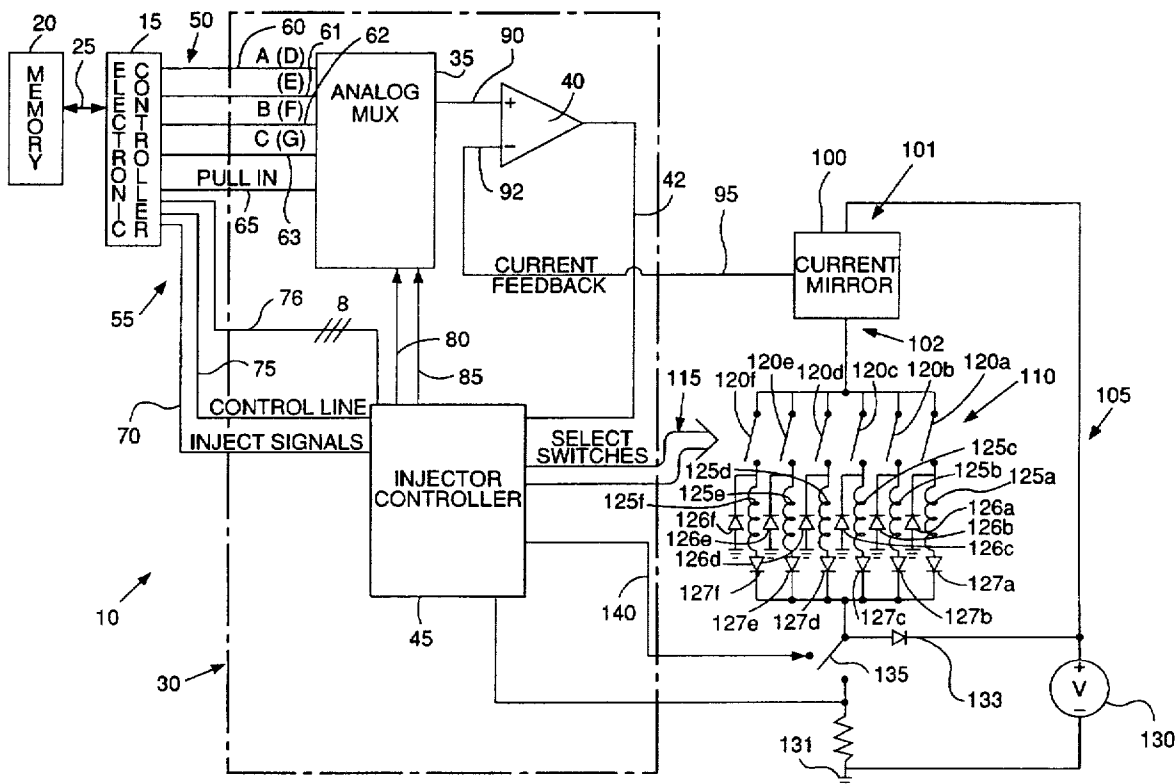 20
15
50
60
61
62
A (D)
(E)
B (F)
C (G)
PULL IN
65
63
25
MEMORY
ELECTRONIC
CONTROLLER
ANALOG
MUX
35
90
40
+
−
92
42
95
100
101
CURRENT
FEEDBACK
CURRENT
MIRROR
102
55
76
8
80
85
75
70
CONTROL LINE
INJECT SIGNALS
INJECTOR
CONTROLLER
SELECT
SWITCHES
115
120f
120e
120d
120c
120b
120a
110
105
125f
125e
125d
125c
125b
125a
126f
126e
126d
126c
126b
126a
127f
127e
127d
127c
127b
127a
10
30
45
140
135
133
131
+
V
−
130